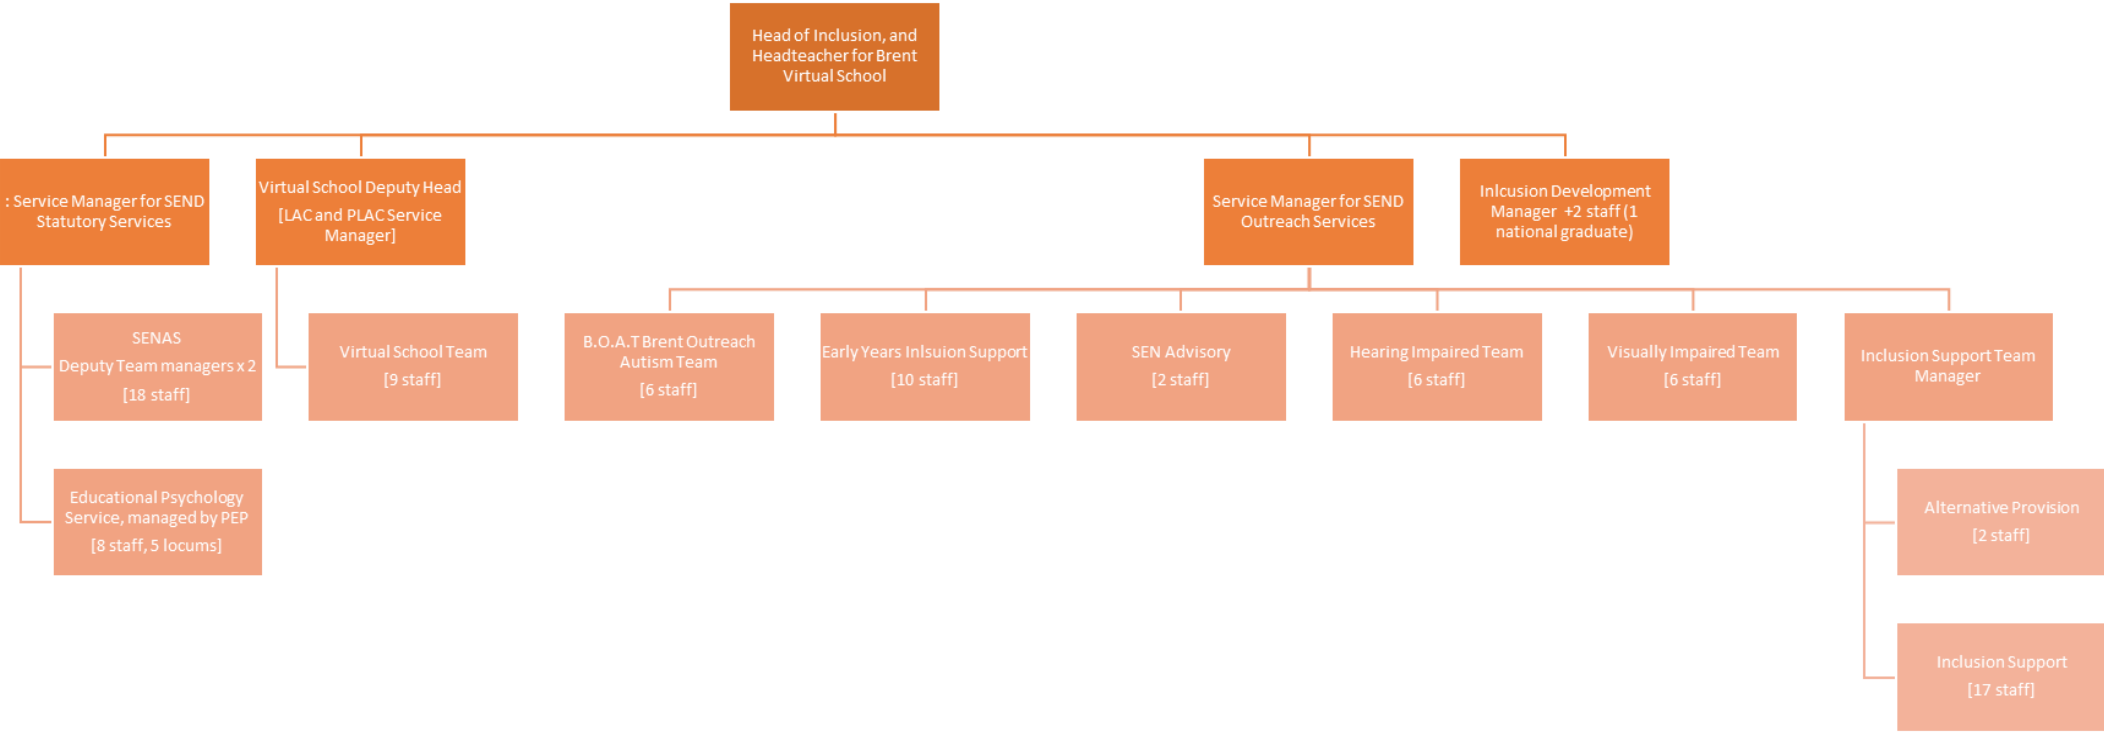 Head of Inclusion, and
Headteacher for Brent
Virtual School
: Service Manager for SEND
Statutory Services
Virtual School Deputy Head
[LAC and PLAC Service
Manager]
Service Manager for SEND
Outreach Services
Inlcusion Development
Manager +2 staff (1
national graduate)
SENAS
Deputy Team managers x 2
[18 staff]
Virtual School Team
[9 staff]
B.O.A.T Brent Outreach
Autism Team
[6 staff]
Early Years Inlsuion Support
[10 staff]
SEN Advisory
[2 staff]
Hearing Impaired Team
[6 staff]
Visually Impaired Team
[6 staff]
Inclusion Support Team
Manager
Educational Psychology
Service, managed by PEP
[8 staff, 5 locums]
Alternative Provision
[2 staff]
Inclusion Support
[17 staff]